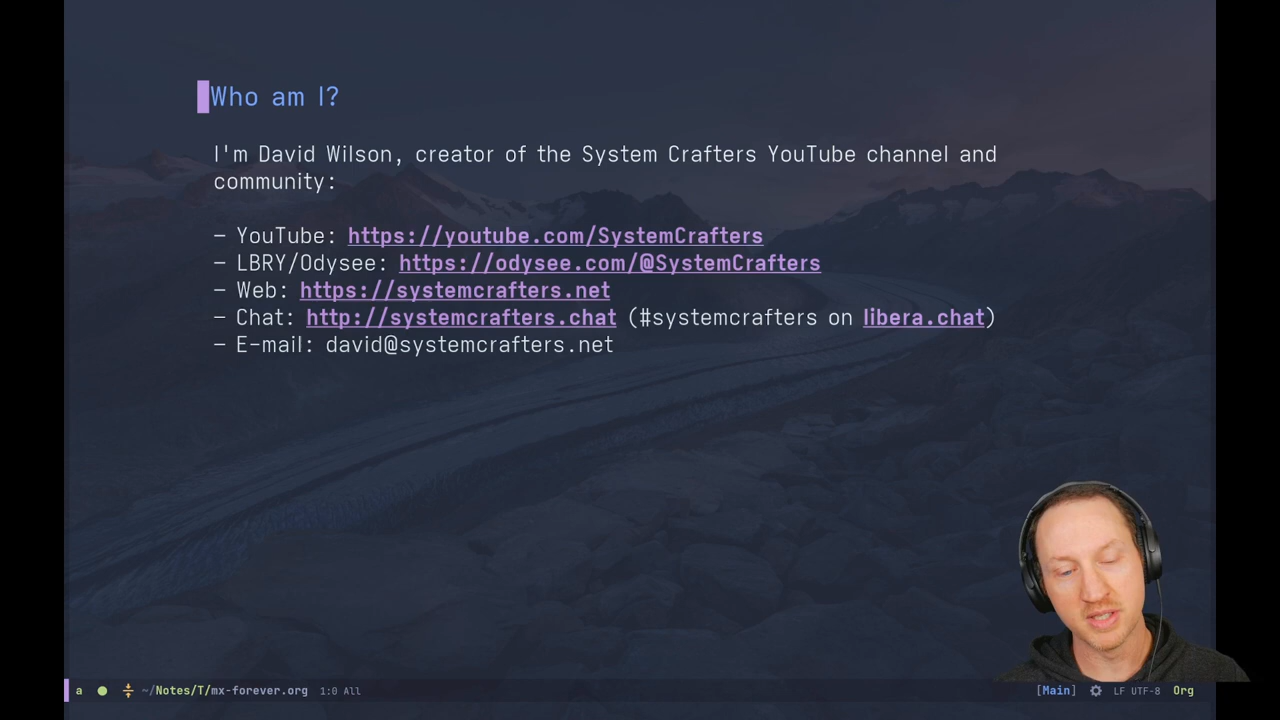 Who am I?
I'm David Wilson, creator of the System Crafters YouTube channel and
community:
– YouTube: https://youtube.com/SystemCrafters
– LBRY/Odysee: https://odysee.com/@SystemCrafters
– Web: https://systemcrafters.net
– Chat: http://systemcrafters.chat (#systemcrafters on libera.chat)
– E-mail: david@systemcrafters.net
a ~/Notes/T/mx-forever.org 1:0 All [Main] LF UTF-8 Org